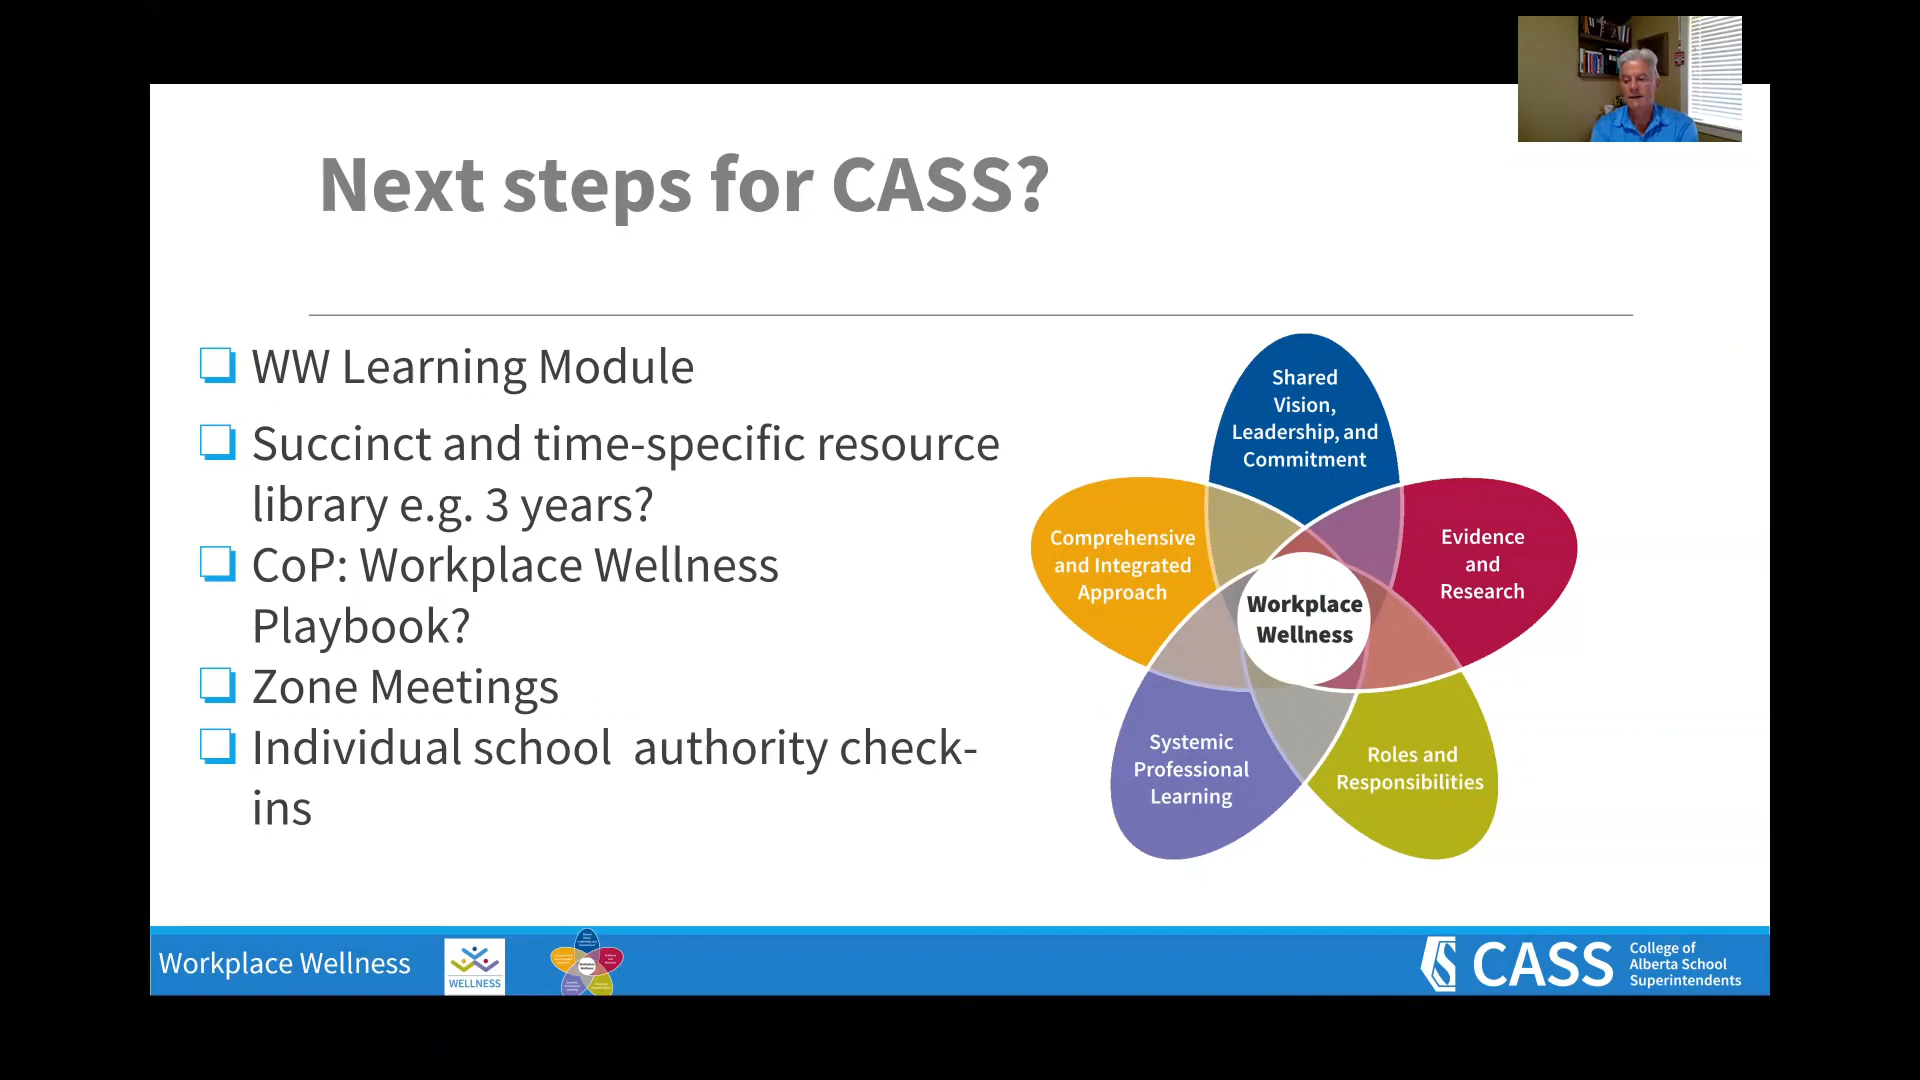 Next steps for CASS?
WW Learning Module
Succinct and time-specific resource
library e.g. 3 years?
CoP: Workplace Wellness
Playbook?
Zone Meetings
Individual school  authority check-
ins
Shared
Vision,
Leadership, and
Commitment
Comprehensive
and Integrated
Approach
Evidence
and
Research
Workplace
Wellness
Systemic
Professional
Learning
Roles and
Responsibilities
Workplace Wellness
WELLNESS
CASS
College of
Alberta School
Superintendents